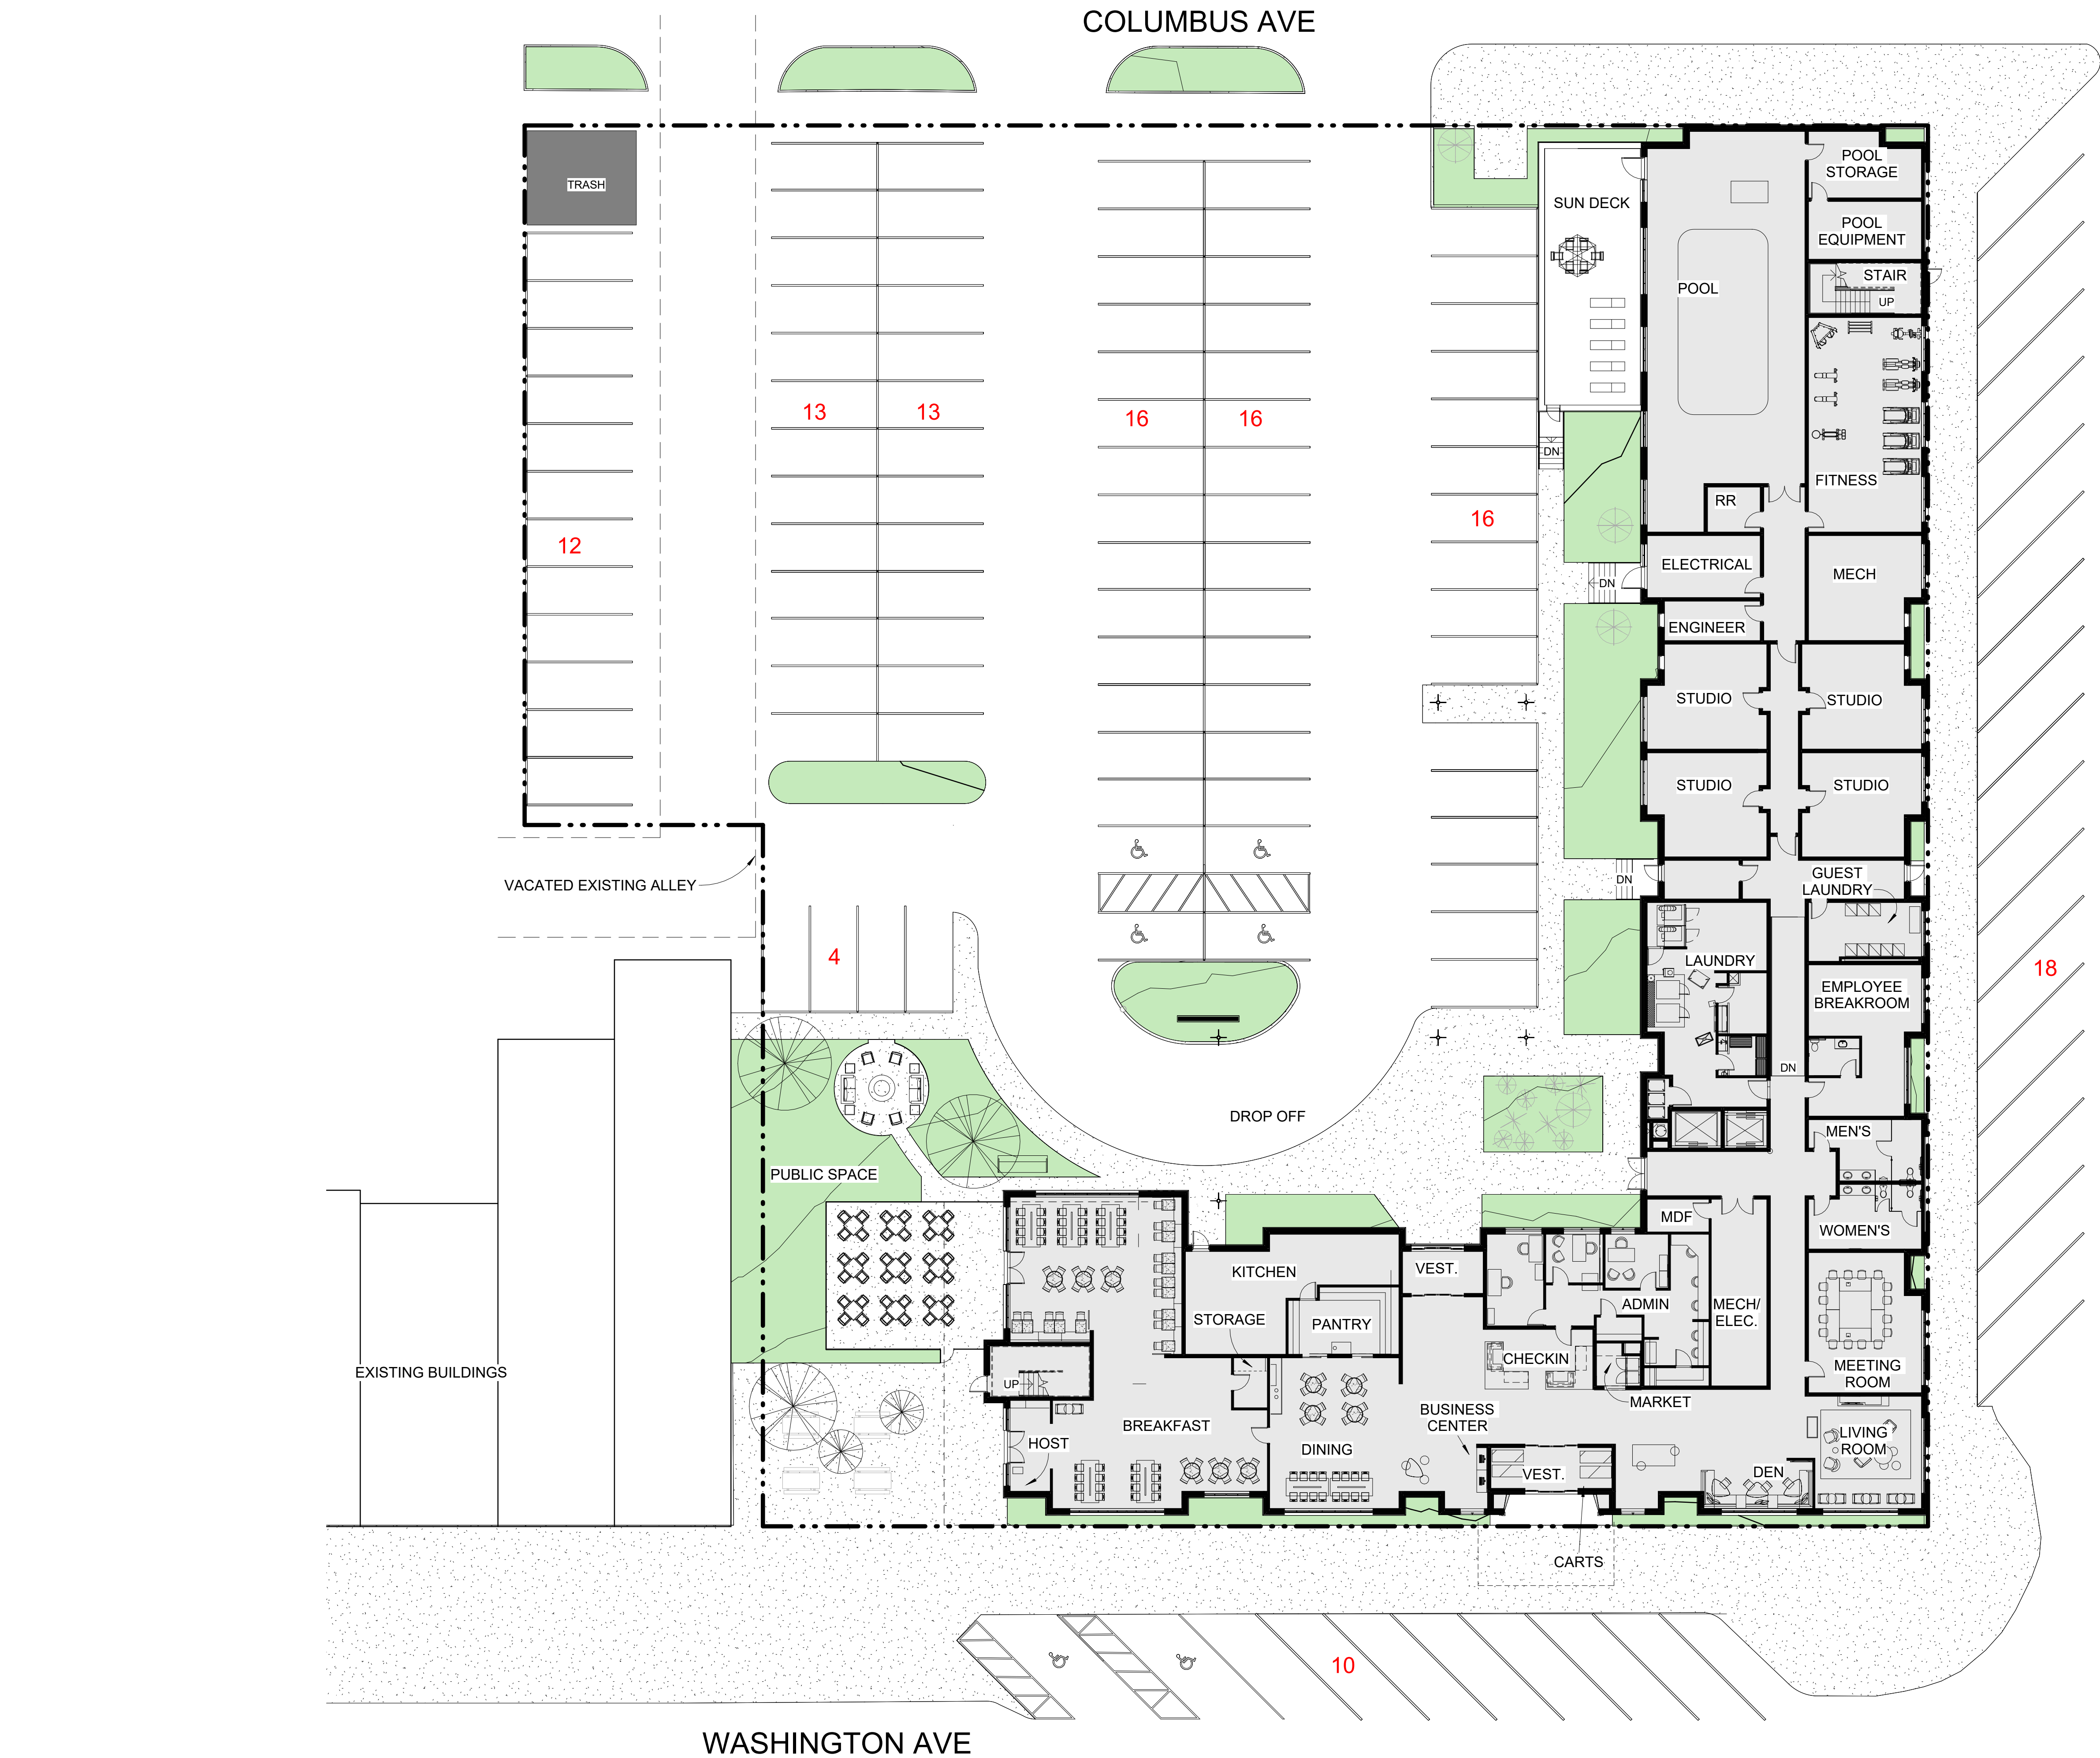 COLUMBUS AVE
TRASH
POOL
STORAGE
SUN DECK
POOL
EQUIPMENT
STAIR
UP
POOL
13
13
16
16
DN
FITNESS
RR
16
12
ELECTRICAL
MECH
DN
ENGINEER
STUDIO
STUDIO
STUDIO
STUDIO
VACATED EXISTING ALLEY
DN
GUEST
LAUNDRY
4
LAUNDRY
18
EMPLOYEE
BREAKROOM
DN
DROP OFF
MEN'S
PUBLIC SPACE
MDF
WOMEN'S
KITCHEN
VEST.
STORAGE
PANTRY
ADMIN
MECH/
ELEC.
CHECKIN
MEETING
ROOM
EXISTING BUILDINGS
UP
MARKET
BUSINESS
CENTER
BREAKFAST
HOST
DINING
LIVING
ROOM
VEST.
DEN
CARTS
10
WASHINGTON AVE